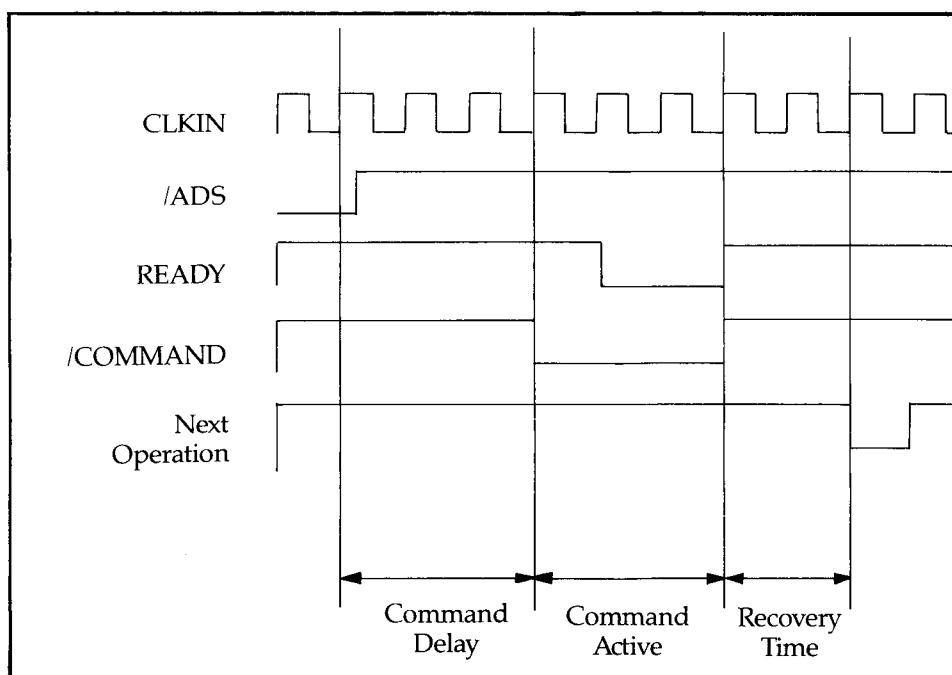 CLKIN
/ADS
READY
/COMMAND
Next
Operation
Command
Delay
Command
Active
Recovery
Time